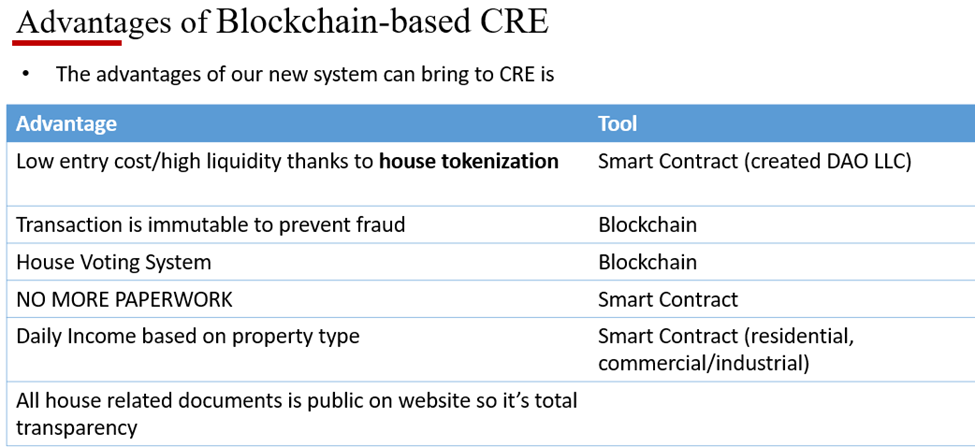 Advantages of Blockchain-based CRE
• The advantages of our new system can bring to CRE is
Advantage Tool
Low entry cost/high liquidity thanks to house tokenization Smart Contract (created DAO LLC)
Transaction is immutable to prevent fraud Blockchain
House Voting System Blockchain
NO MORE PAPERWORK Smart Contract
Daily Income based on property type Smart Contract (residential,
commercial/industrial)
All house related documents is public on website so it’s total
transparency